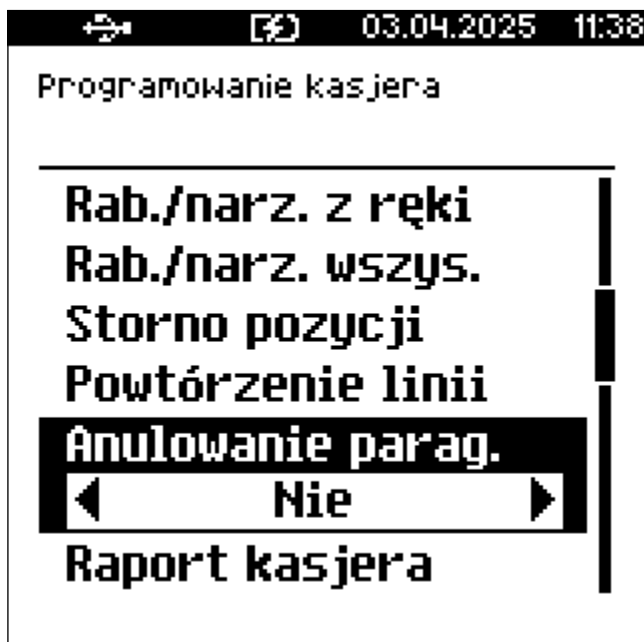 03.04.2025 11:38
Programowanie kasjera
Rab./narz. z ręki
Rab./narz. wszys.
Storno pozycji
Powtórzenie linii
Anulowanie parag.
Nie
Raport kasjera